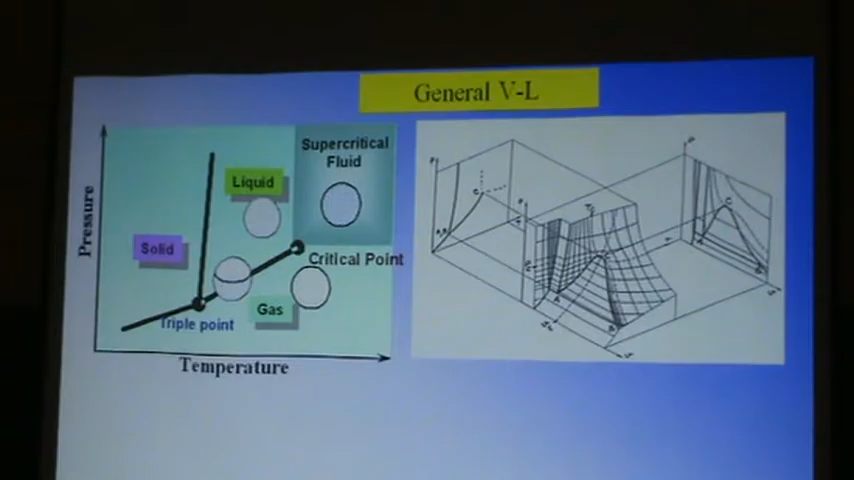 General V-L
Pressure
Supercritical
Fluid
Liquid
Solid
Critical Point
Gas
Triple point
Temperature